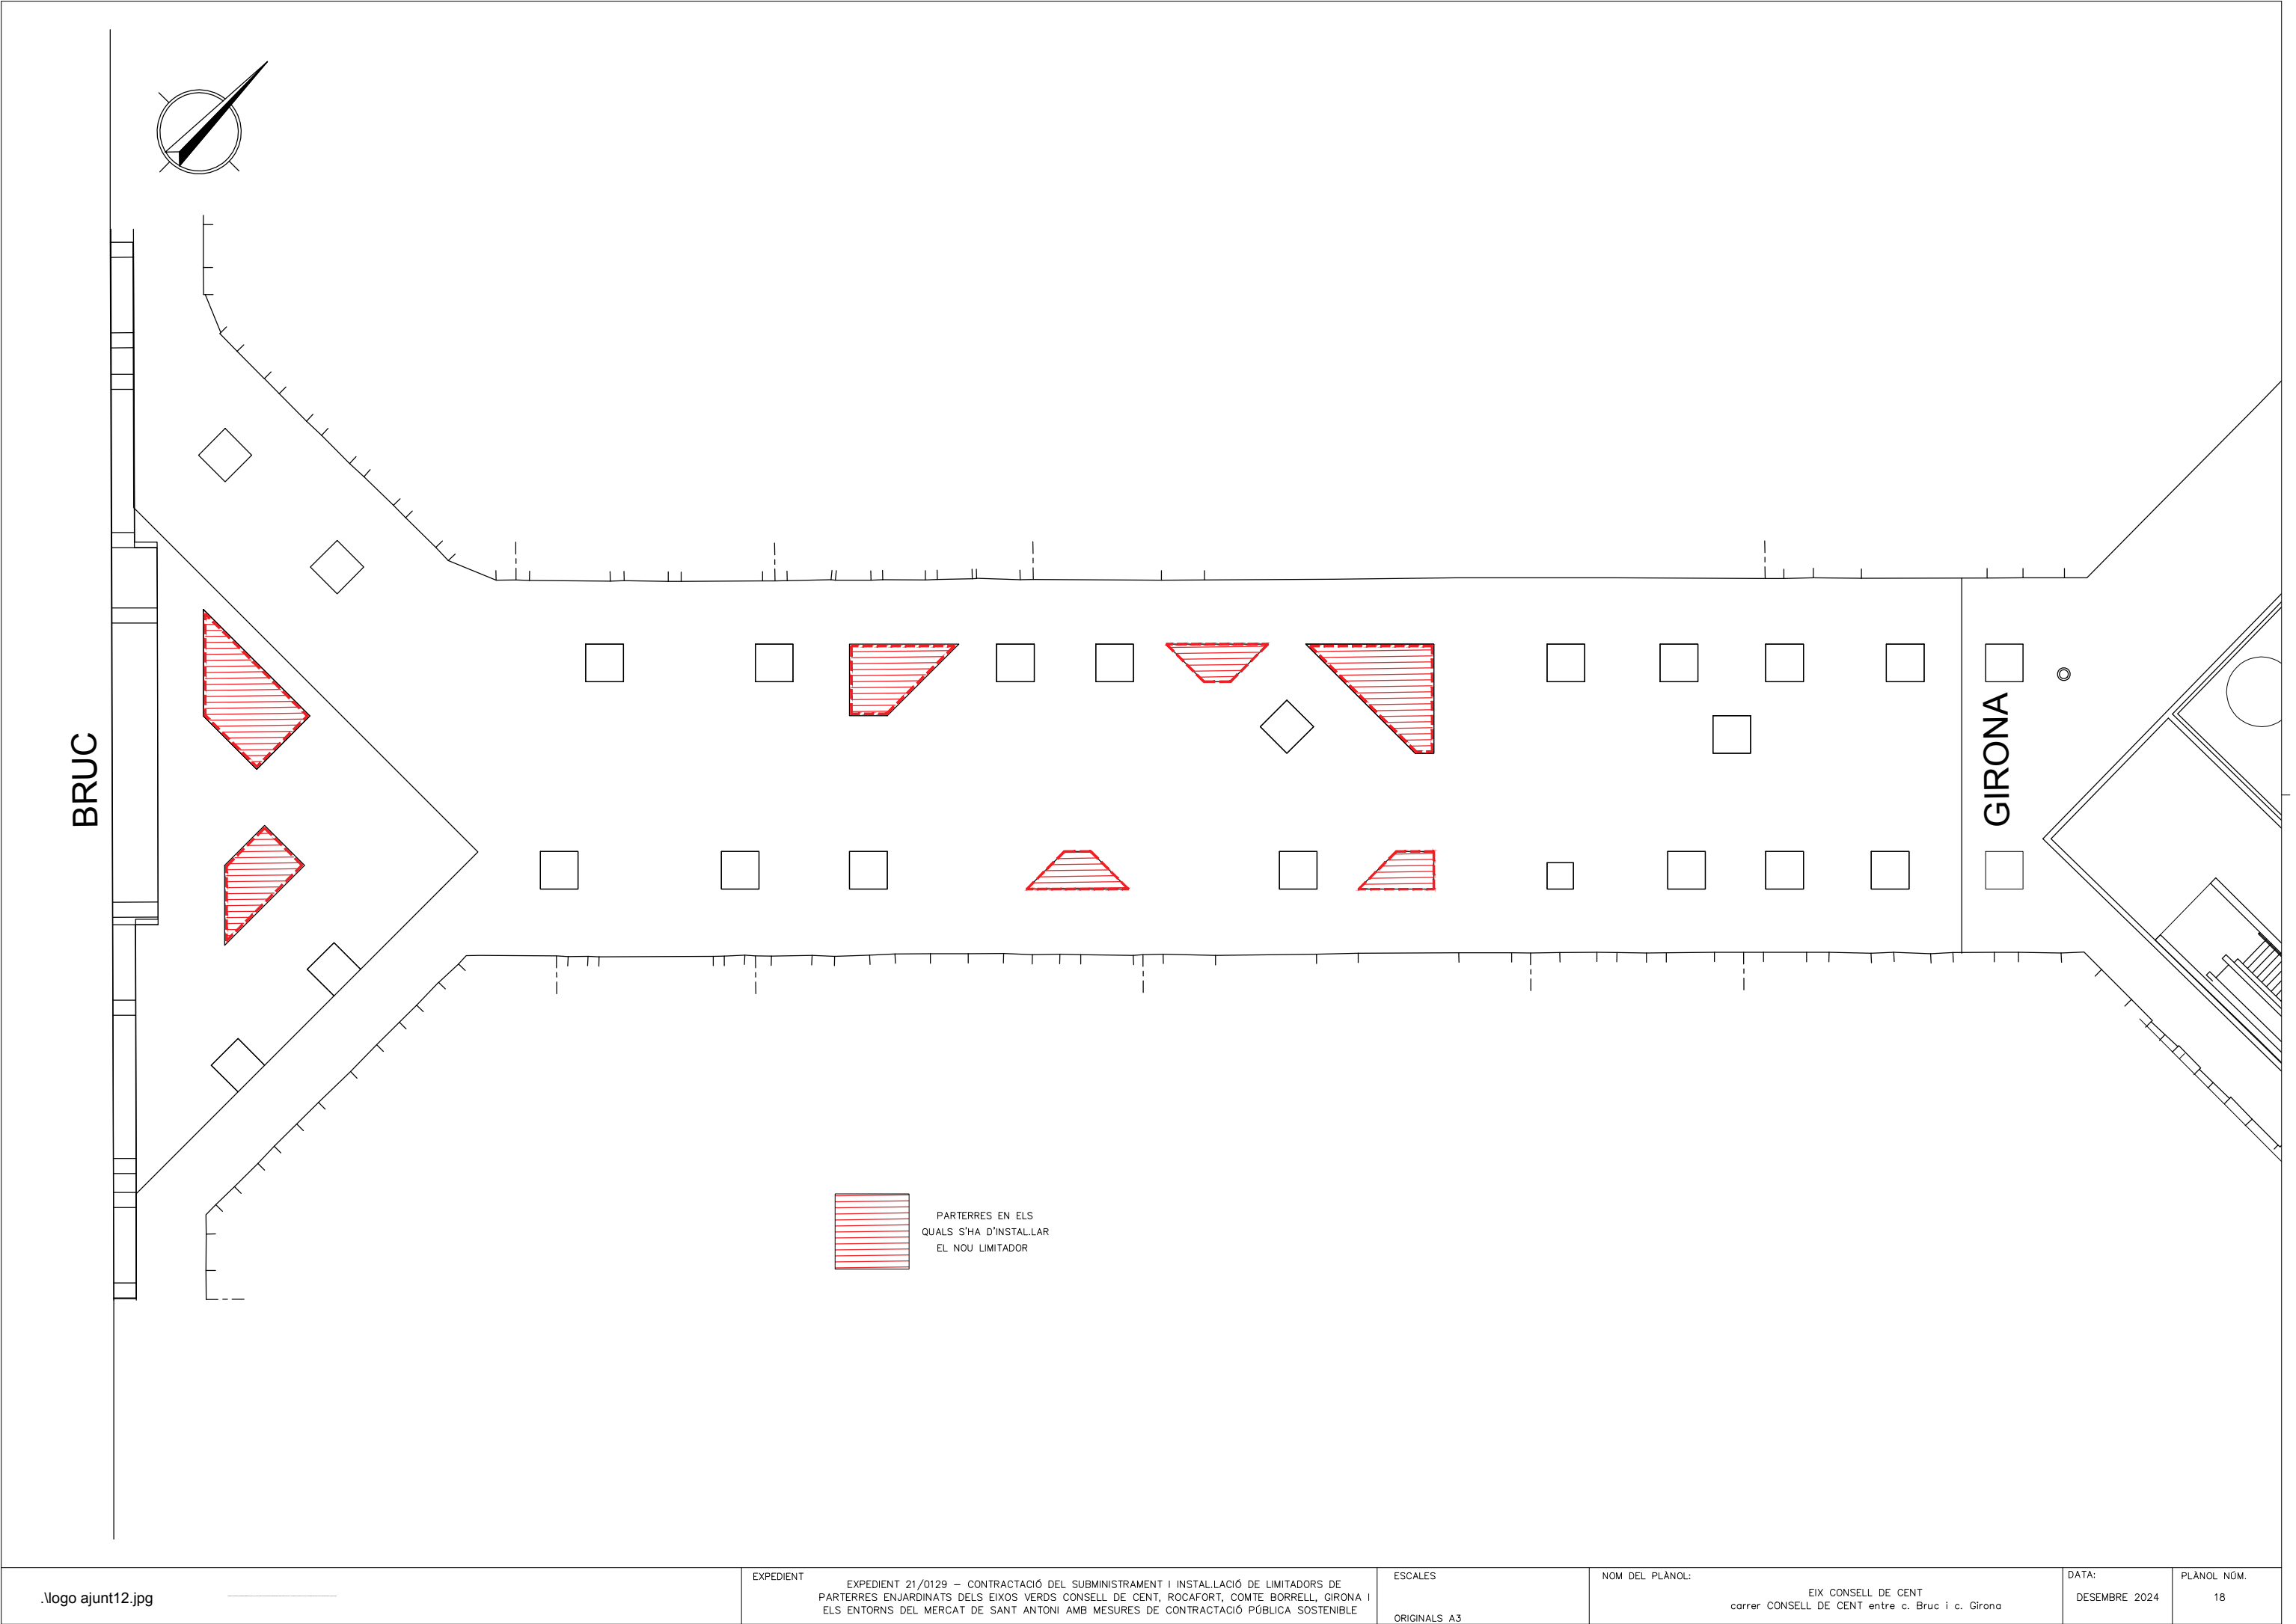 BRUC
GIRONA
PARTERRES EN ELS
QUALS S'HA D'INSTAL.LAR
EL NOU LIMITADOR
.\logo ajunt12.jpg
EXPEDIENT
EXPEDIENT 21/0129 – CONTRACTACIÓ DEL SUBMINISTRAMENT I INSTAL.LACIÓ DE LIMITADORS DE
PARTERRES ENJARDINATS DELS EIXOS VERDS CONSELL DE CENT, ROCAFORT, COMTE BORRELL, GIRONA I
ELS ENTORNS DEL MERCAT DE SANT ANTONI AMB MESURES DE CONTRACTACIÓ PÚBLICA SOSTENIBLE
ESCALES
ORIGINALS A3
NOM DEL PLÀNOL:
EIX CONSELL DE CENT
carrer CONSELL DE CENT entre c. Bruc i c. Girona
DATA:
DESEMBRE 2024
PLÀNOL NÚM.
18